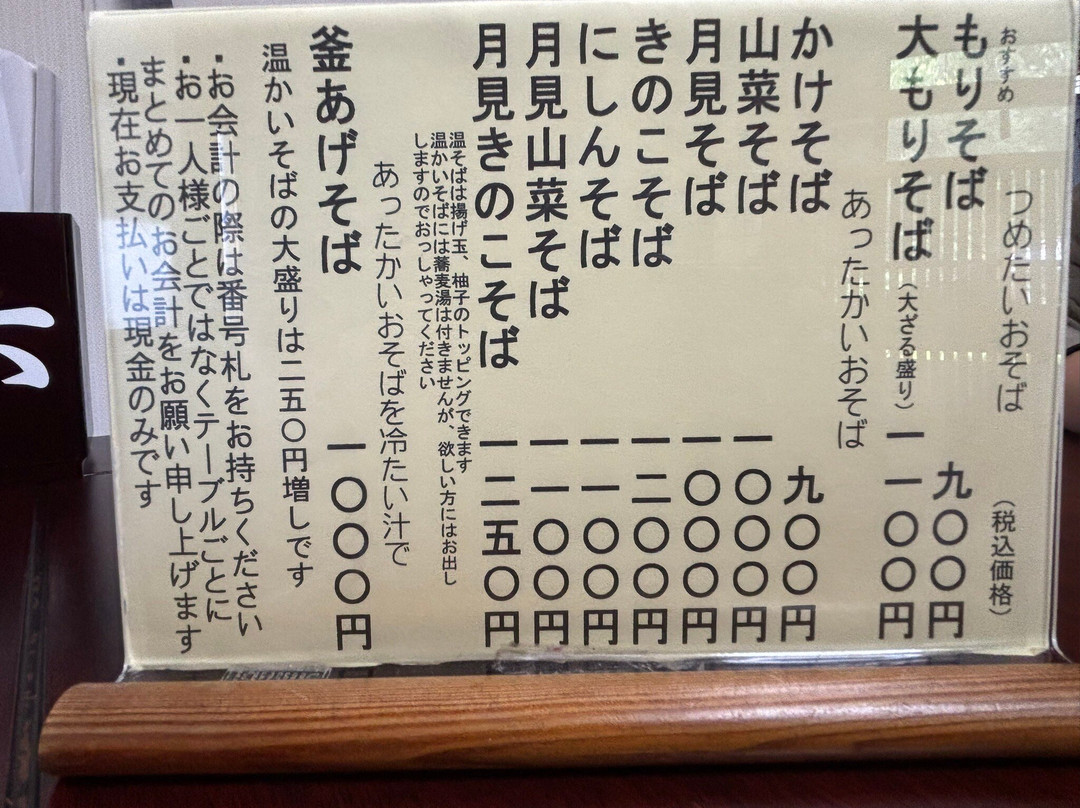 つめたいおそば (税込価格)
おすすめ
もりそば 九〇〇円
大もりそば(大ざる盛り) 一一〇〇円
あったかいおそば
かけそば 九〇〇円
山菜そば 一〇〇〇円
月見そば 一〇〇〇円
きのこそば 一二〇〇円
にしんそば 一一〇〇円
月見山菜そば 一一〇〇円
月見きのこそば 一二五〇円
温そばは揚げ玉、柚子のトッピングできます
温かいそばには蕎麦湯は付きませんが、欲しい方にはお出し
しますのでおっしゃってください
あったかいおそばを冷たい汁で
釜あげそば 一〇〇〇円
温かいそばの大盛りは二五〇円増しです
・お会計の際は番号札をお持ちください
・お一人様ごとではなくテーブルごとに
まとめてのお会計をお願い申し上げます
・現在お支払いは現金のみです